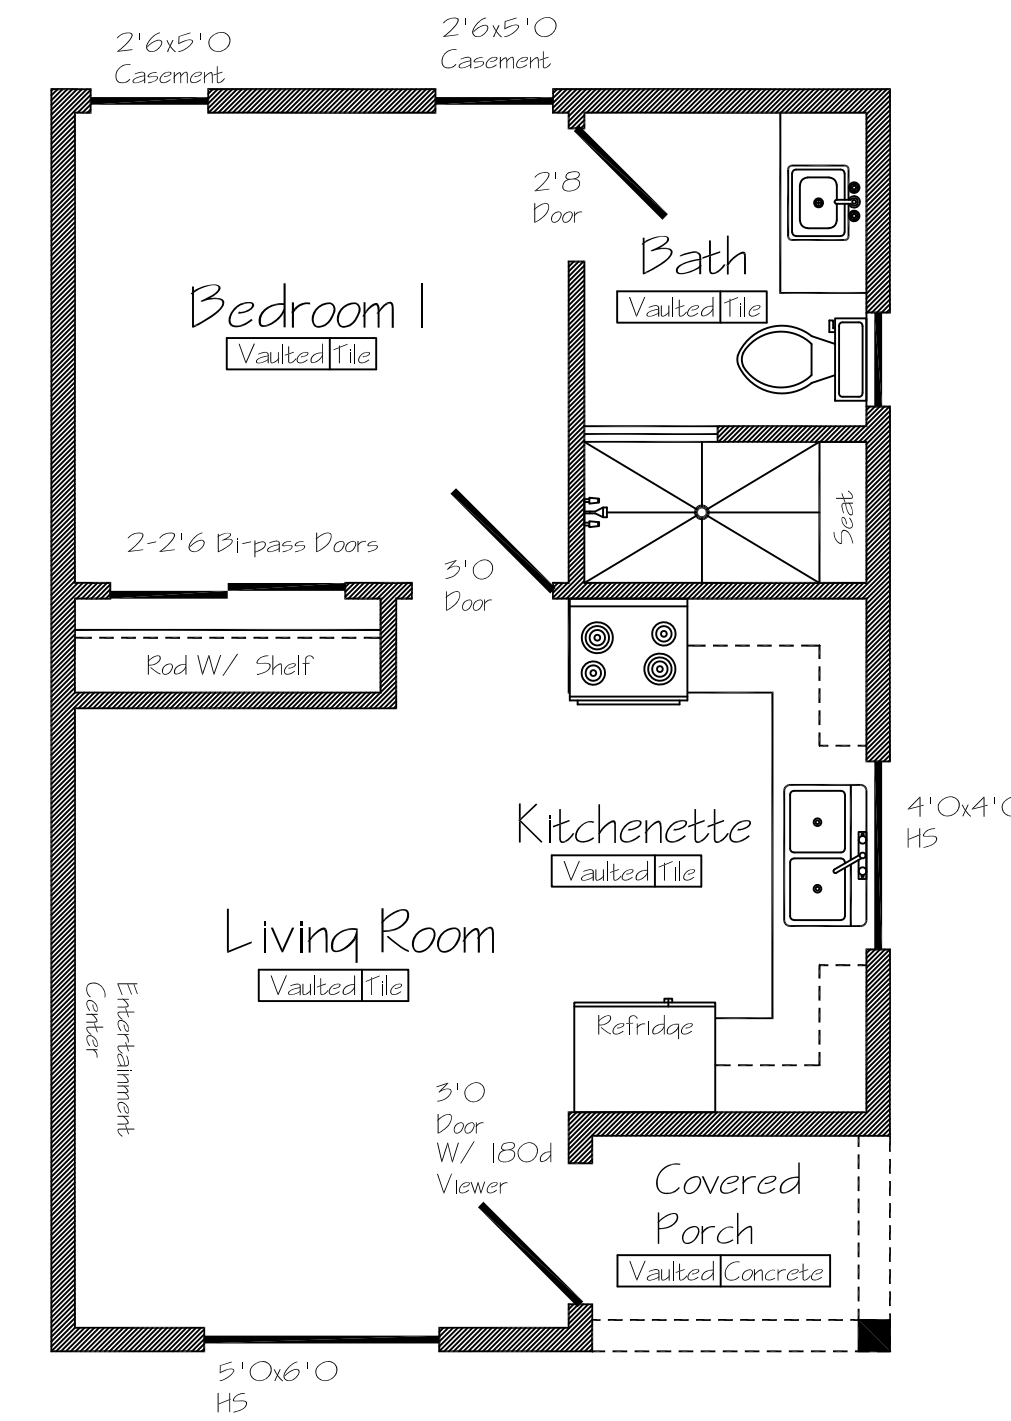 2'6x5'0
Casement
2'6x5'0
Casement
2'8
Door
Bath
Vaulted Tile
Bedroom 1
Vaulted Tile
Seat
2-2'6 Bi-pass Doors
3'0
Door
Rod W/ Shelf
Kitchenette
Vaulted Tile
4'0x4'0
HS
Living Room
Vaulted Tile
Entertainment
Center
Refridge
3'0
Door
W/ 180d
Viewer
Covered
Porch
Vaulted Concrete
5'0x6'0
HS